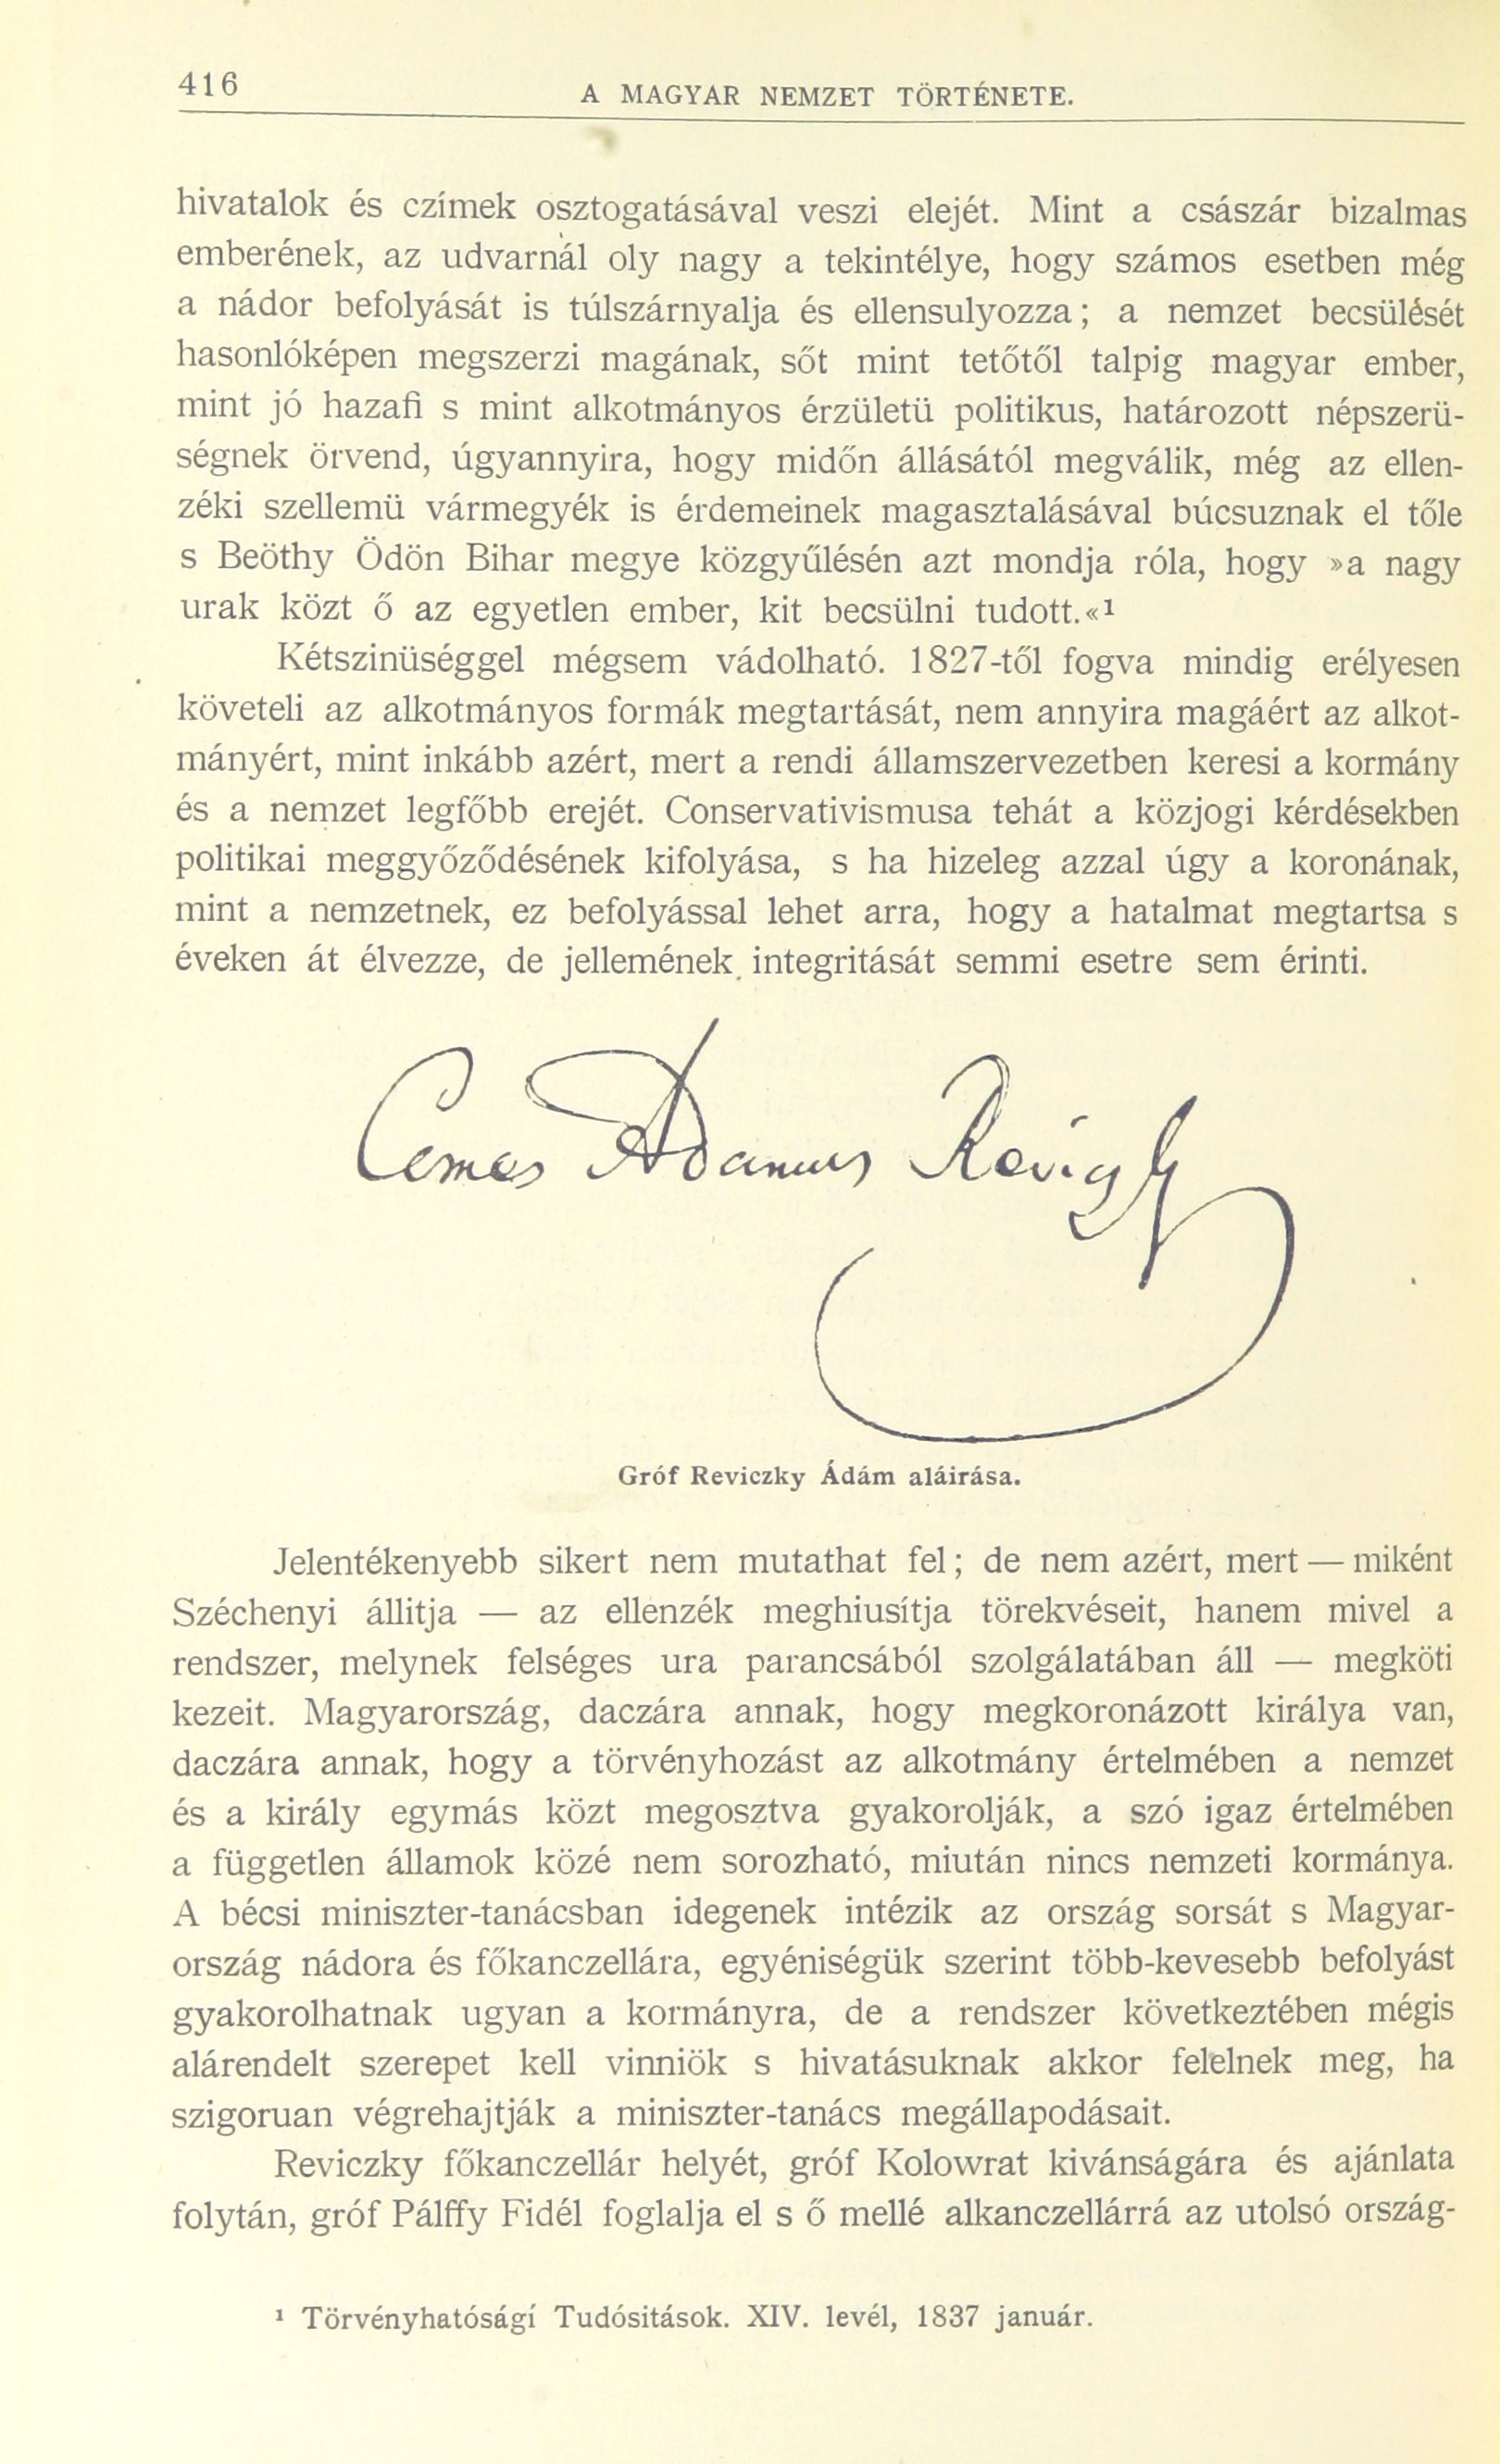 416
A MAGYAR NEMZET TÖRTÉNETE.
hivatalok és czímek osztogatásával veszi elejét. Mint a császár bizalmas
emberének, az udvarnál oly nagy a tekintélye, hogy számos esetben még
a nádor befolyását is túlszárnyalja és ellensulyozza; a nemzet becsülését
hasonlóképen megszerzi magának, sőt mint tetőtől talpig magyar ember,
mint jó hazafi s mint alkotmányos érzületü politikus, határozott népszerü-
ségnek örvend, úgyannyira, hogy midőn állásától megválik, még az ellen-
zéki szellemü vármegyék is érdemeinek magasztalásával búcsuznak el tőle
s Beöthy Ödön Bihar megye közgyűlésén azt mondja róla, hogy »a nagy
urak közt ő az egyetlen ember, kit becsülni tudott.«¹
Kétszinüséggel mégsem vádolható. 1827-től fogva mindig erélyesen
követeli az alkotmányos formák megtartását, nem annyira magáért az alkot-
mányért, mint inkább azért, mert a rendi államszervezetben keresi a kormány
és a nemzet legfőbb erejét. Conservativismusa tehát a közjogi kérdésekben
politikai meggyőződésének kifolyása, s ha hizeleg azzal úgy a koronának,
mint a nemzetnek, ez befolyással lehet arra, hogy a hatalmat megtartsa s
éveken át élvezze, de jellemének integritását semmi esetre sem érinti.
Comes Adamus
Gróf Reviczky Ádám aláirása.
Jelentékenyebb sikert nem mutathat fel; de nem azért, mert — miként
Széchenyi állitja — az ellenzék meghiusítja törekvéseit, hanem mivel a
rendszer, melynek felséges ura parancsából szolgálatában áll — megköti
kezeit. Magyarország, daczára annak, hogy megkoronázott királya van,
daczára annak, hogy a törvényhozást az alkotmány értelmében a nemzet
és a király egymás közt megosztva gyakorolják, a szó igaz értelmében
a független államok közé nem sorozható, miután nincs nemzeti kormánya.
A bécsi miniszter-tanácsban idegenek intézik az ország sorsát s Magyar-
ország nádora és főkanczellára, egyéniségük szerint több-kevesebb befolyást
gyakorolhatnak ugyan a kormányra, de a rendszer következtében mégis
alárendelt szerepet kell vinniök s hivatásuknak akkor felelnek meg, ha
szigoruan végrehajtják a miniszter-tanács megállapodásait.
Reviczky főkanczellár helyét, gróf Kolowrat kivánságára és ajánlata
folytán, gróf Pálffy Fidél foglalja el s ő mellé alkanczellárrá az utolsó ország-
¹ Törvényhatósági Tudósitások. XIV. levél, 1837 január.